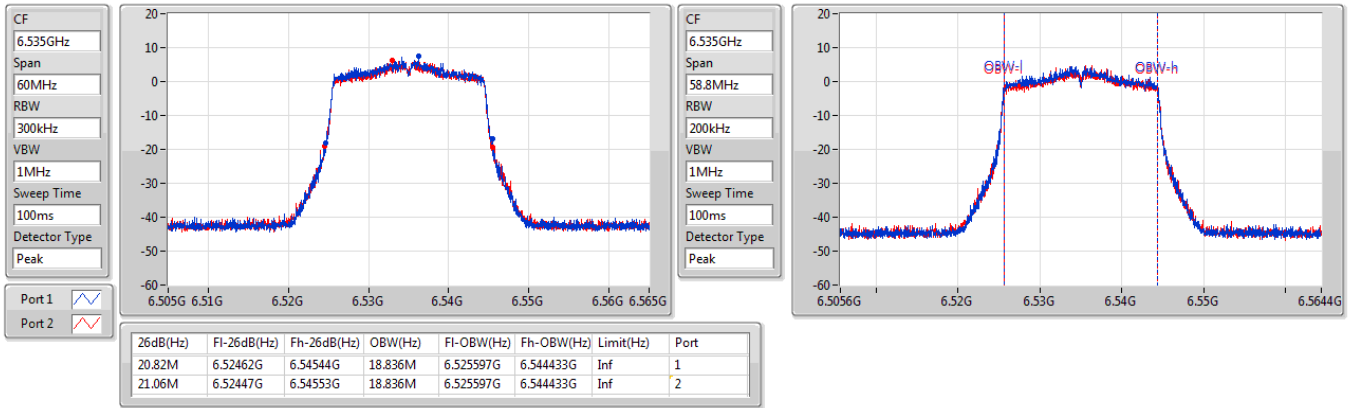 CF
6.535GHz
Span
60MHz
RBW
300kHz
VBW
1MHz
Sweep Time
100ms
Detector Type
Peak
Port 1
Port 2
20
10
0
-10
-20
-30
-40
-50
-60
6.505G 6.51G 6.52G 6.53G 6.54G 6.55G 6.56G 6.565G
CF
6.535GHz
Span
58.8MHz
RBW
200kHz
VBW
1MHz
Sweep Time
100ms
Detector Type
Peak
20
10
0
-10
-20
-30
-40
-50
-60
OBW-l OBW-h
6.5056G 6.52G 6.53G 6.54G 6.55G 6.5644G
26dB(Hz) Fl-26dB(Hz) Fh-26dB(Hz) OBW(Hz) Fl-OBW(Hz) Fh-OBW(Hz) Limit(Hz) Port
20.82M 6.52462G 6.54544G 18.836M 6.525597G 6.544433G Inf 1
21.06M 6.52447G 6.54553G 18.836M 6.525597G 6.544433G Inf 2